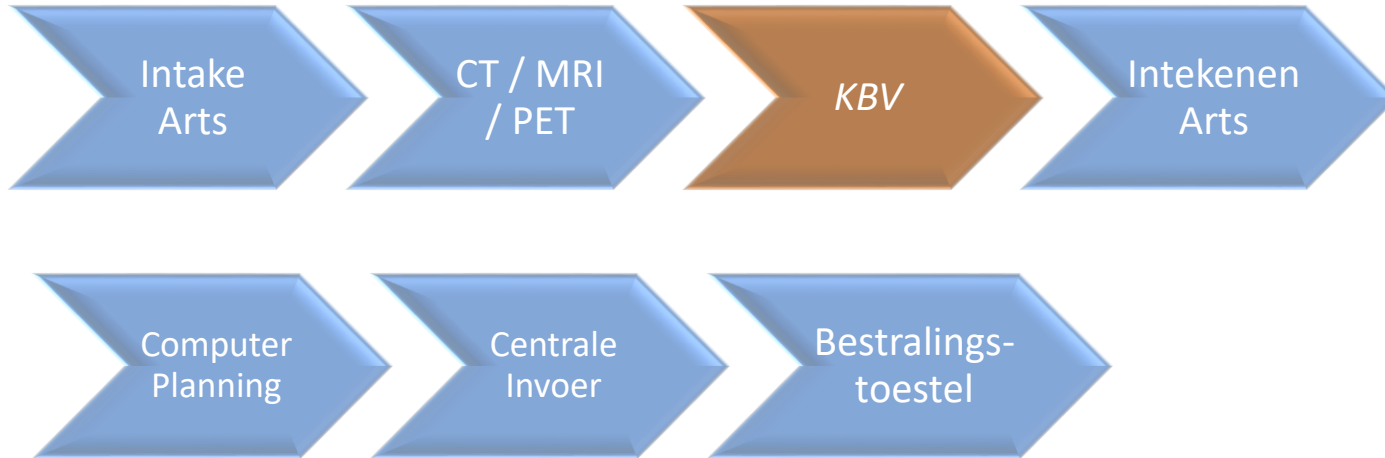 Intake
Arts
CT / MRI
/ PET
KBV
Intekenen
Arts
Computer
Planning
Centrale
Invoer
Bestralings-
toestel